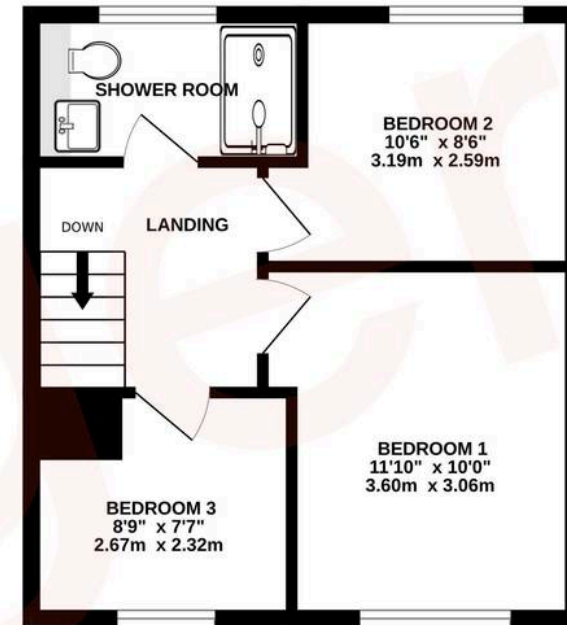 SHOWER ROOM
BEDROOM 2
10'6" x 8'6"
3.19m x 2.59m
DOWN
LANDING
BEDROOM 1
11'10" x 10'0"
3.60m x 3.06m
BEDROOM 3
8'9" x 7'7"
2.67m x 2.32m